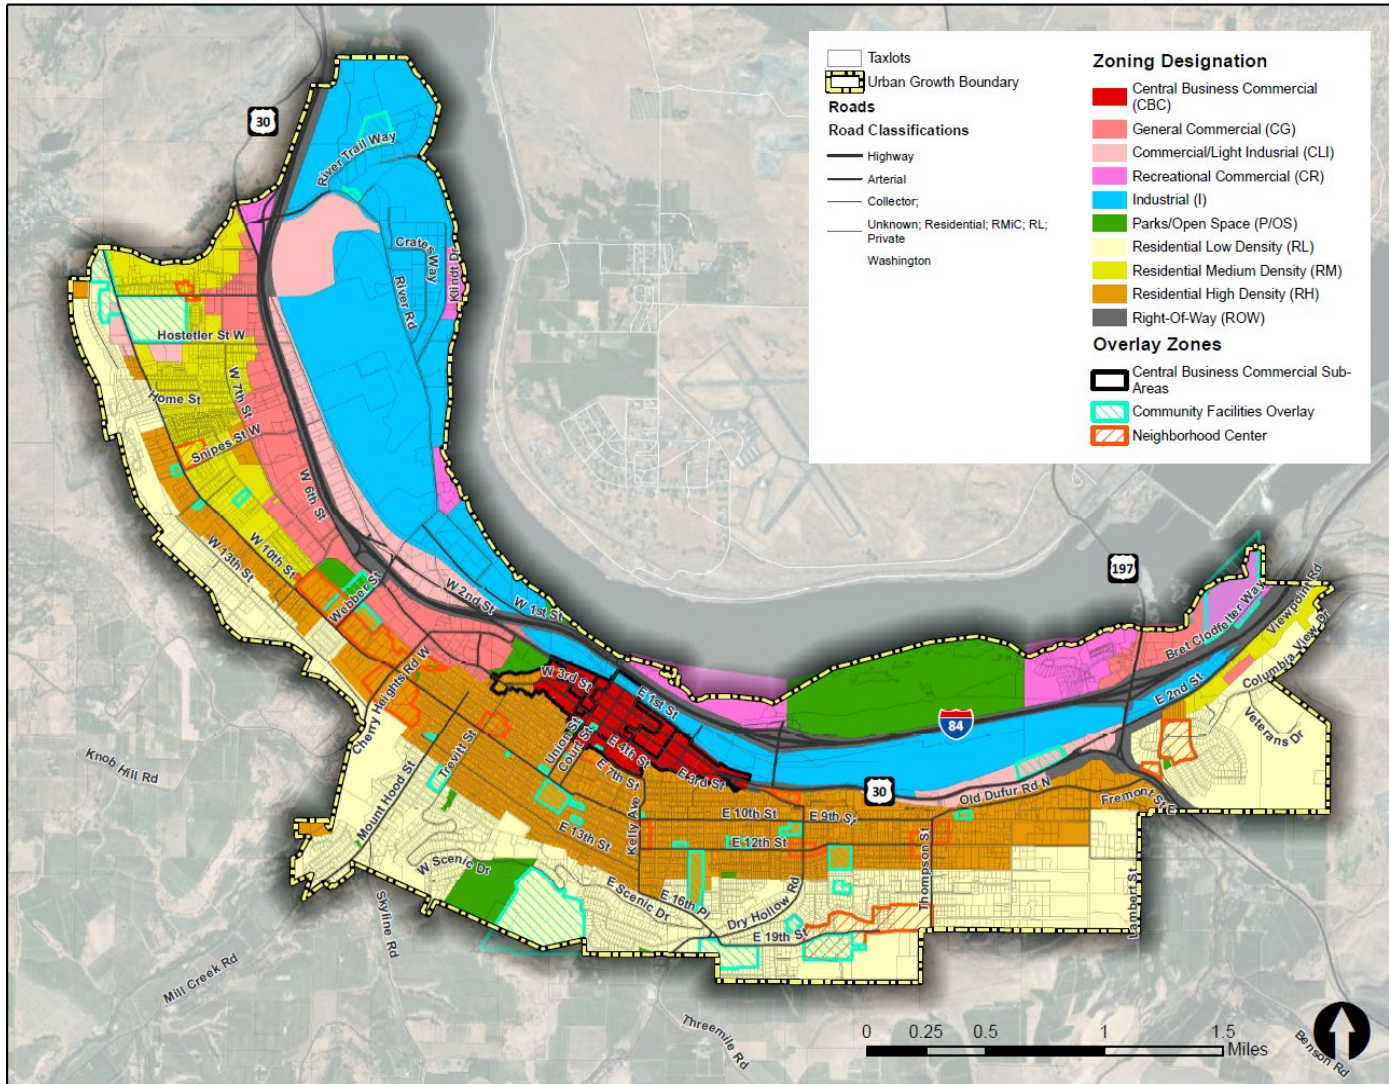 Taxlots
Urban Growth Boundary
Roads
Road Classifications
Highway
Arterial
Collector;
Unknown; Residential; RMiC; RL;
Private
Washington
Zoning Designation
Central Business Commercial
(CBC)
General Commercial (CG)
Commercial/Light Indusrial (CLI)
Recreational Commercial (CR)
Industrial (I)
Parks/Open Space (P/OS)
Residential Low Density (RL)
Residential Medium Density (RM)
Residential High Density (RH)
Right-Of-Way (ROW)
Overlay Zones
Central Business Commercial Sub-
Areas
Community Facilities Overlay
Neighborhood Center
30
River Trail Way
Crates Way
Klindt Dr
River Rd
Hostetler St W
W 7th St
Home St
Snipes St W
W 6th St
W 10th St
W 13th St
Webber St
W 2nd St
W 1st St
197
Bret Clodfelter Way
Viewpoint Rd
Columbia View Dr
E 2nd St
Veterans Dr
W 3rd St
E 1st St
84
Cherry Heights Rd W
Knob Hill Rd
Trevitt St
Union St
Court St
E 4th St
E 7th St
E 3rd St
30
Old Dufur Rd N
Fremont St E
Mount Hood St
E 10th St
E 9th St
E 13th St
Kelly Ave
E 12th St
Thompson St
W Scenic Dr
E Scenic Dr
E 16th Pl
Dry Hollow Rd
E 19th St
Lambert St
Skyline Rd
Mill Creek Rd
Threemile Rd
Benson Rd
0 0.25 0.5 1 1.5
Miles